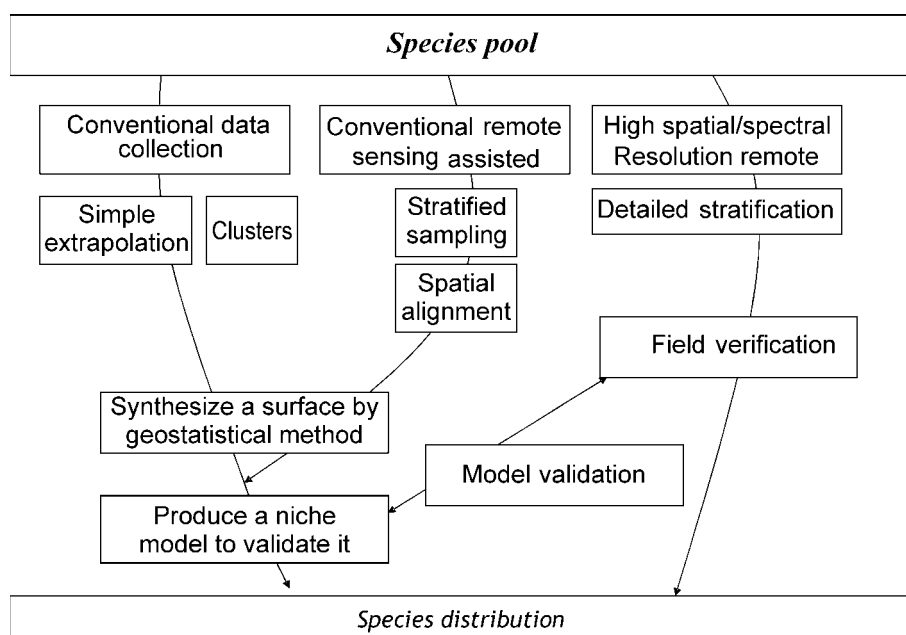 Species pool
Conventional data
collection
Conventional remote
sensing assisted
High spatial/spectral
Resolution remote
Simple
extrapolation
Clusters
Stratified
sampling
Detailed stratification
Spatial
alignment
Field verification
Synthesize a surface by
geostatistical method
Model validation
Produce a niche
model to validate it
Species distribution